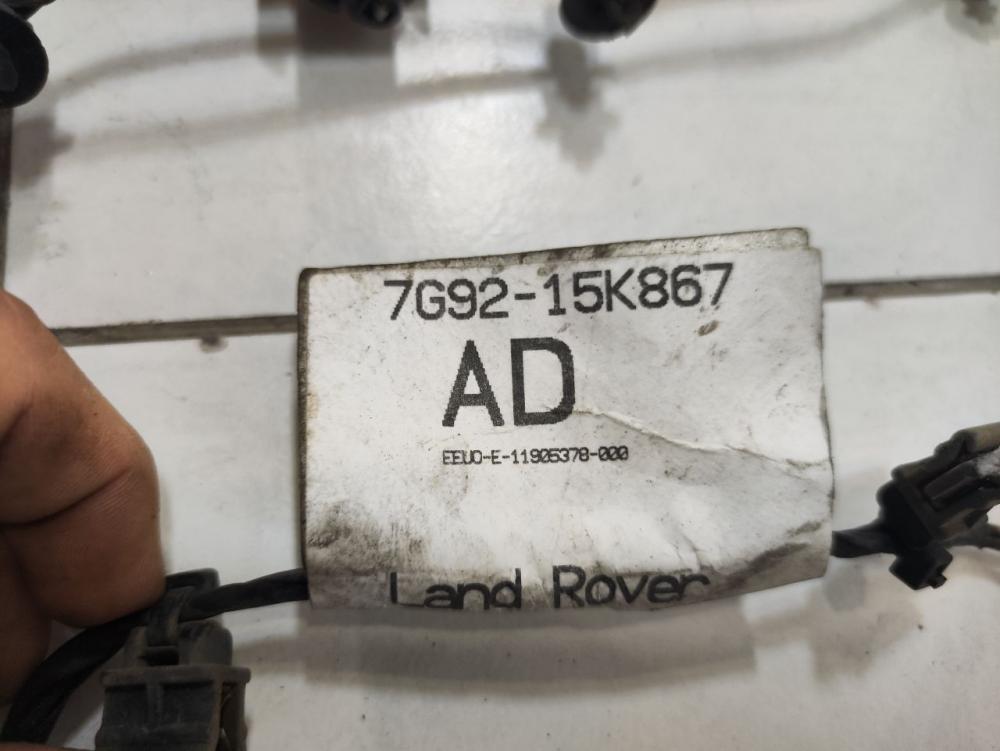 7G92-15K867
AD
EEUO-E-11905378-000
Land Rover